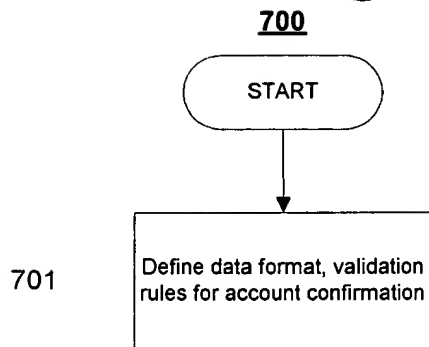 700
START
701
Define data format, validation
rules for account confirmation